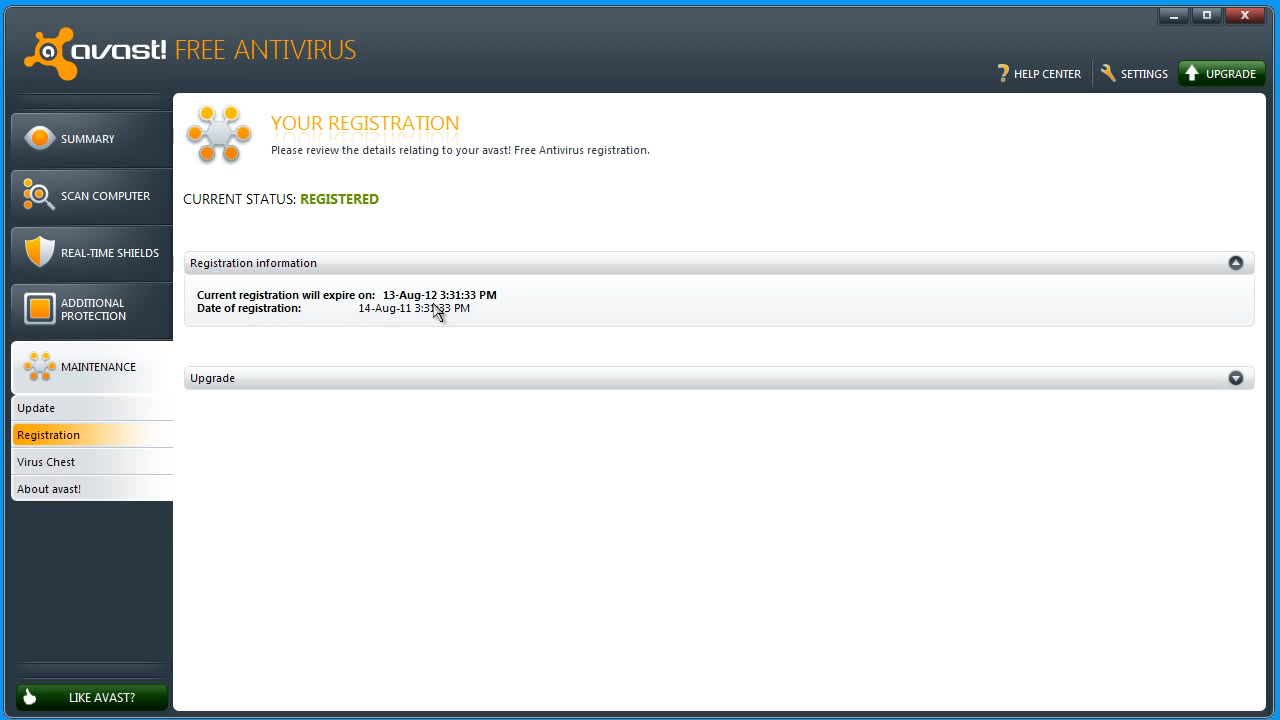 avast! FREE ANTIVIRUS
HELP CENTER
SETTINGS
UPGRADE
SUMMARY
SCAN COMPUTER
REAL-TIME SHIELDS
ADDITIONAL
PROTECTION
MAINTENANCE
Update
Registration
Virus Chest
About avast!
LIKE AVAST?
YOUR REGISTRATION
Please review the details relating to your avast! Free Antivirus registration.
CURRENT STATUS: REGISTERED
Registration information
Current registration will expire on: 13-Aug-12 3:31:33 PM
Date of registration: 14-Aug-11 3:31:33 PM
Upgrade